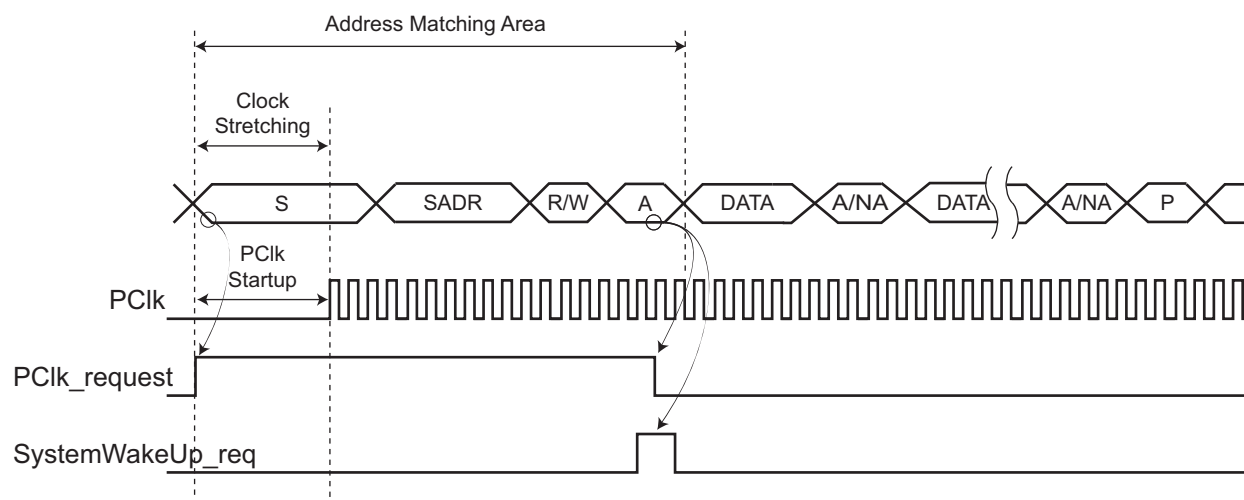 Address Matching Area
Clock
Stretching
S
SADR
R/W
A
DATA
A/NA
DATA
A/NA
P
PClk
Startup
PClk
PClk_request
SystemWakeUp_req